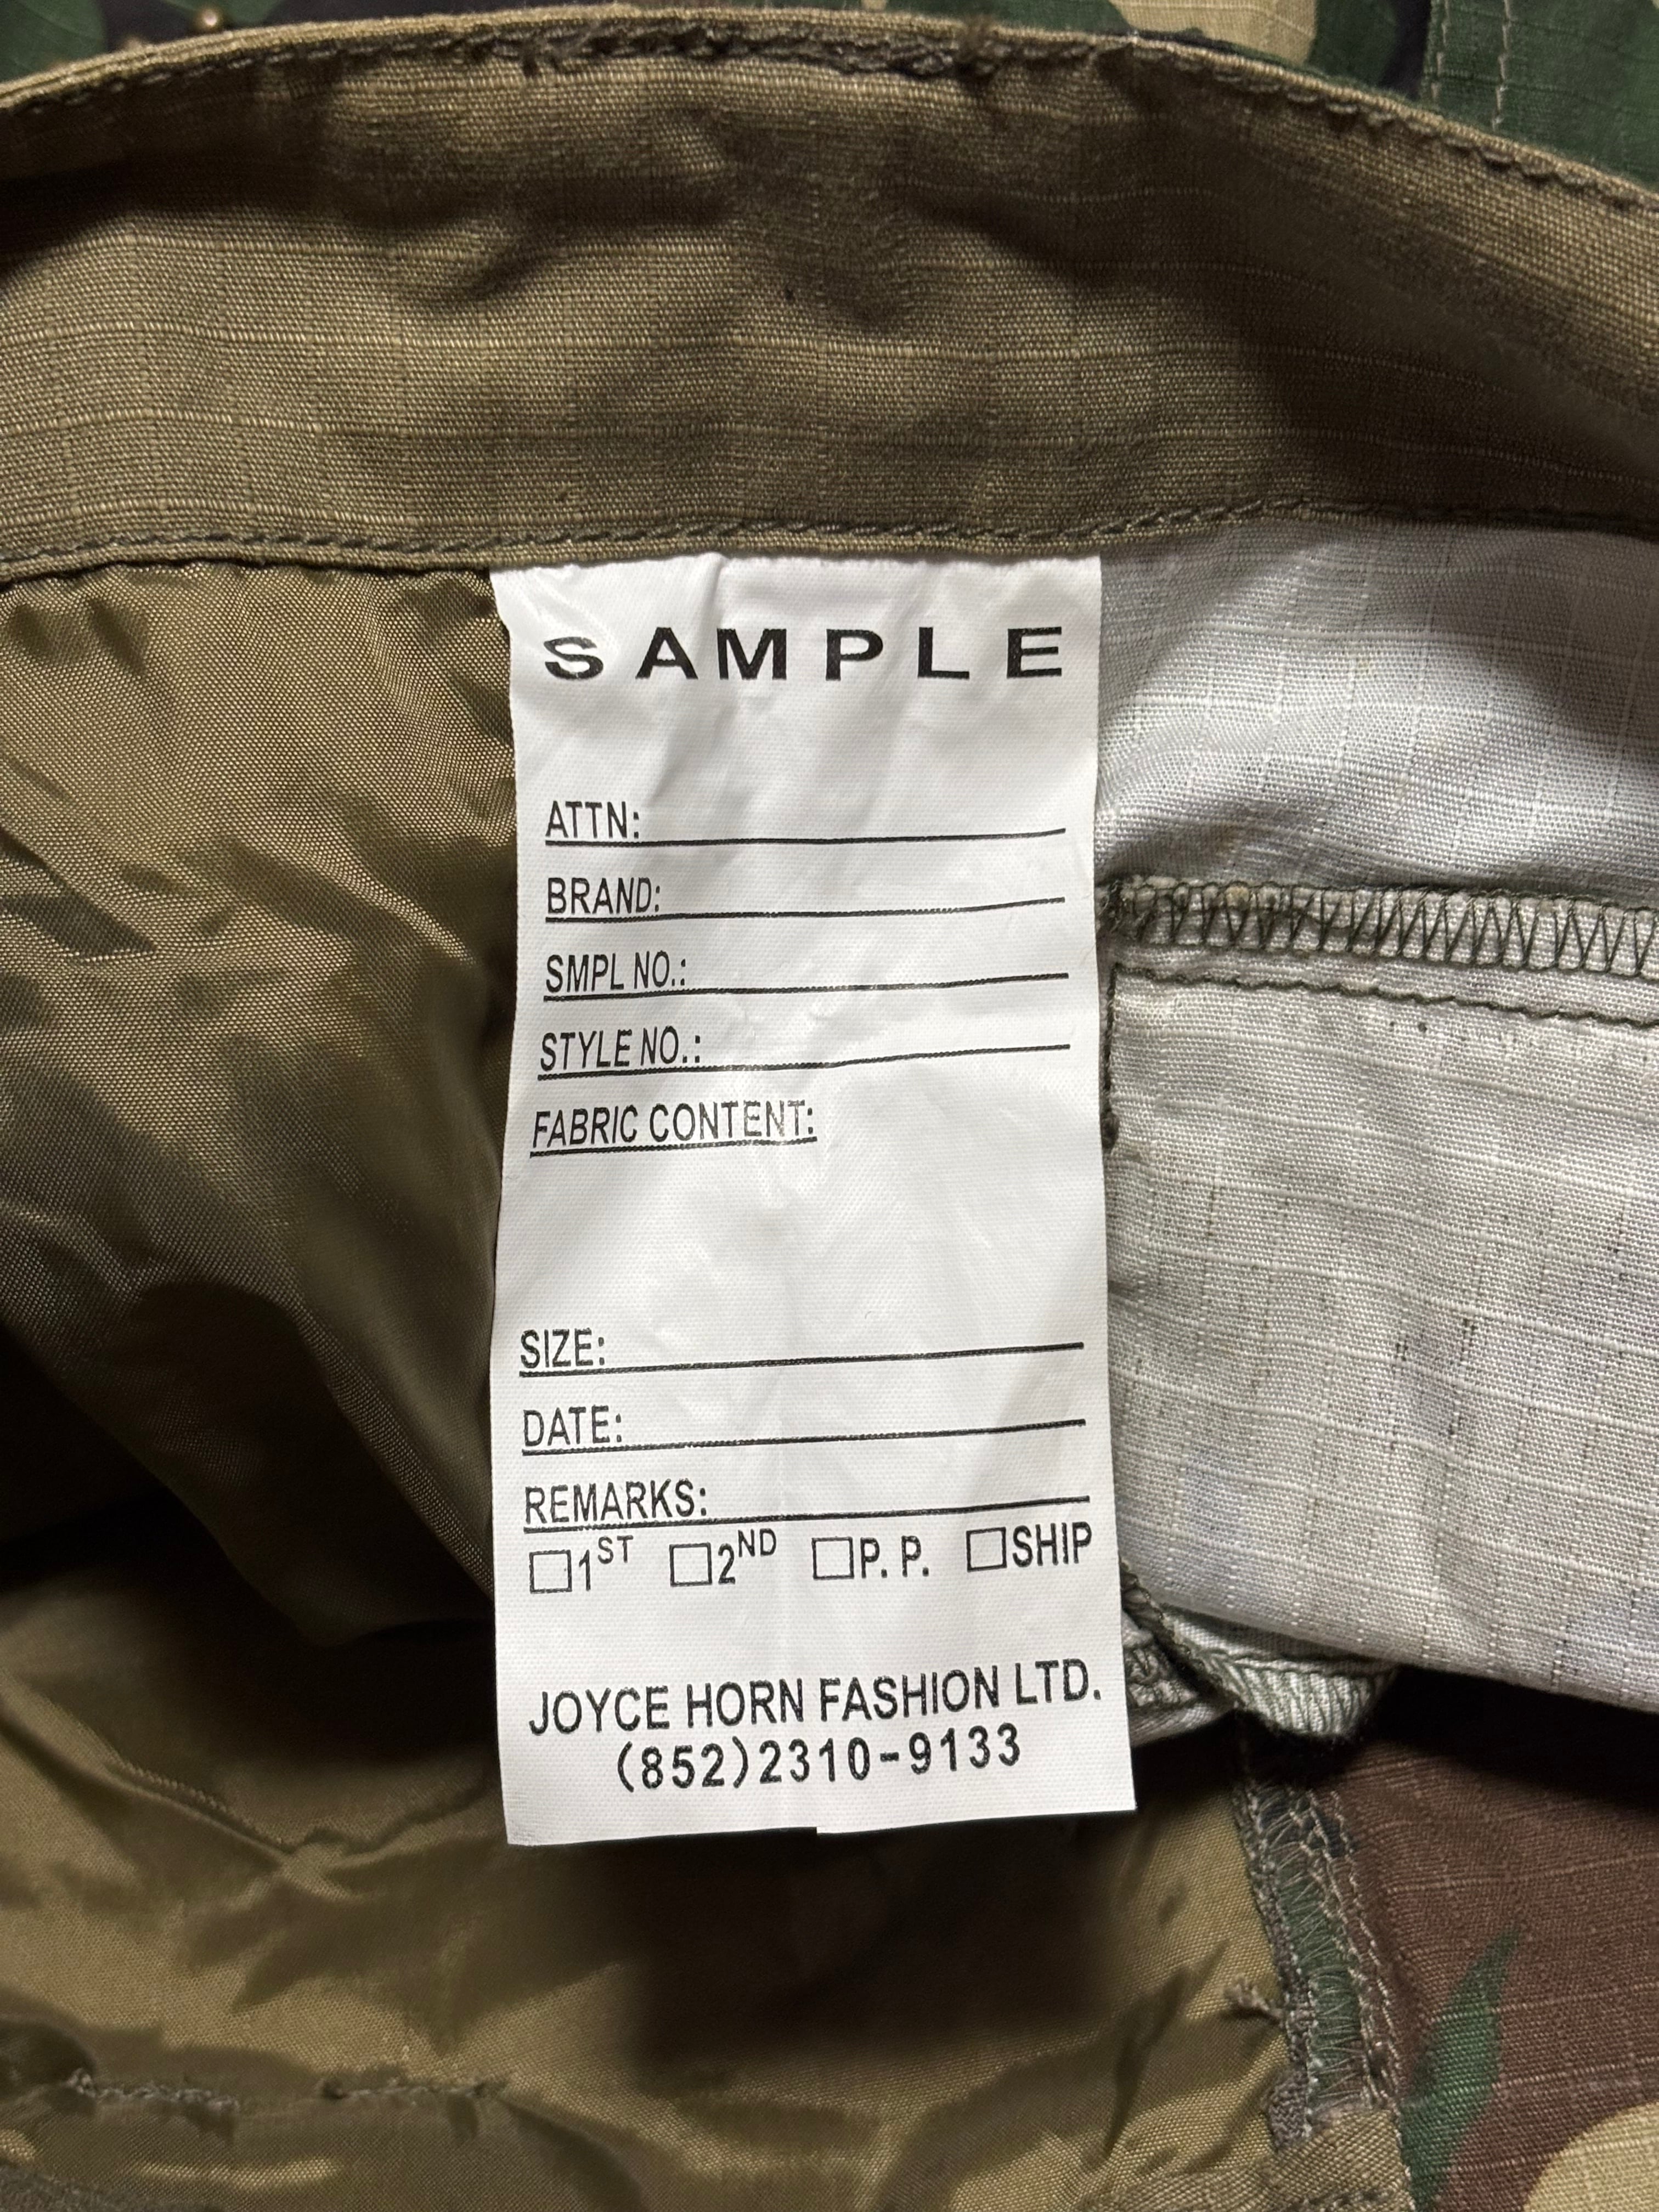 SAMPLE
ATTN:
BRAND:
SMPL NO.:
STYLE NO.:
FABRIC CONTENT:
SIZE:
DATE:
REMARKS:
□1ST □2ND □P.P. □SHIP
JOYCE HORN FASHION LTD.
(852)2310-9133